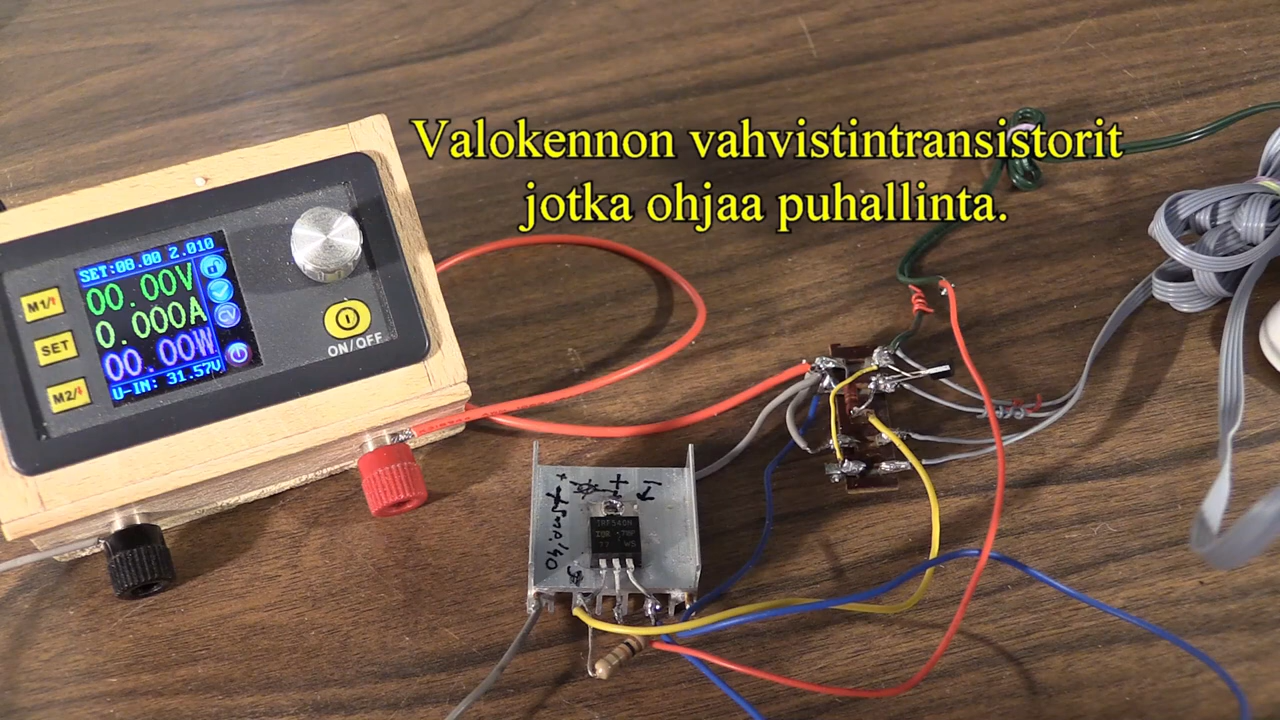 Valokennon vahvistintransistorit
jotka ohjaa puhallinta.
SET:08.00 2.010
00.00V
0.000A
00.00W
U-IN: 31.57V
CV
M1/
SET
M2/
ON/OFF
IRF540N